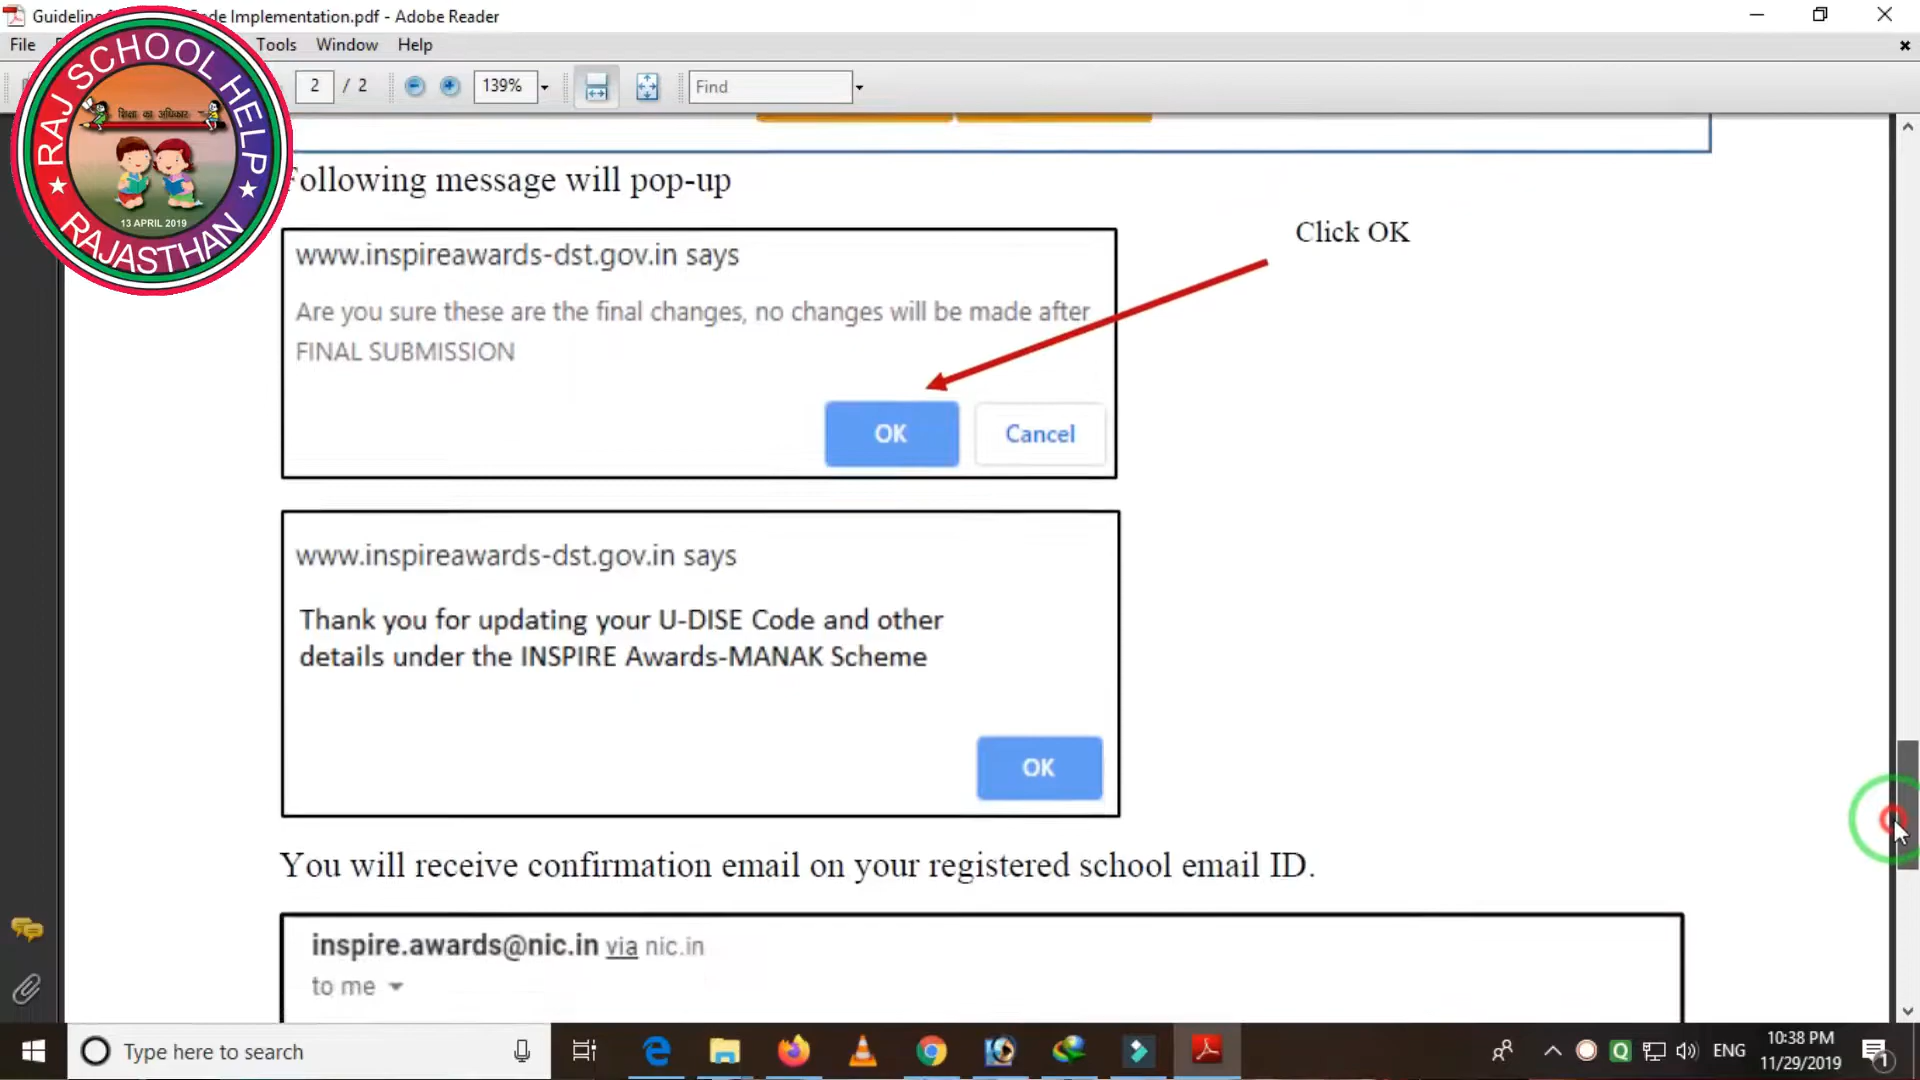 Guideline
ode Implementation.pdf - Adobe Reader
File
Tools
Window
Help
2 / 2
139%
Find
RAJ SCHOOL HELP
शिक्षा का अधिकार
13 APRIL 2019
RAJASTHAN
Following message will pop-up
Click OK
www.inspireawards-dst.gov.in says
Are you sure these are the final changes, no changes will be made after
FINAL SUBMISSION
OK
Cancel
www.inspireawards-dst.gov.in says
Thank you for updating your U-DISE Code and other
details under the INSPIRE Awards-MANAK Scheme
OK
You will receive confirmation email on your registered school email ID.
inspire.awards@nic.in via nic.in
to me
Type here to search
ENG
10:38 PM
11/29/2019
1